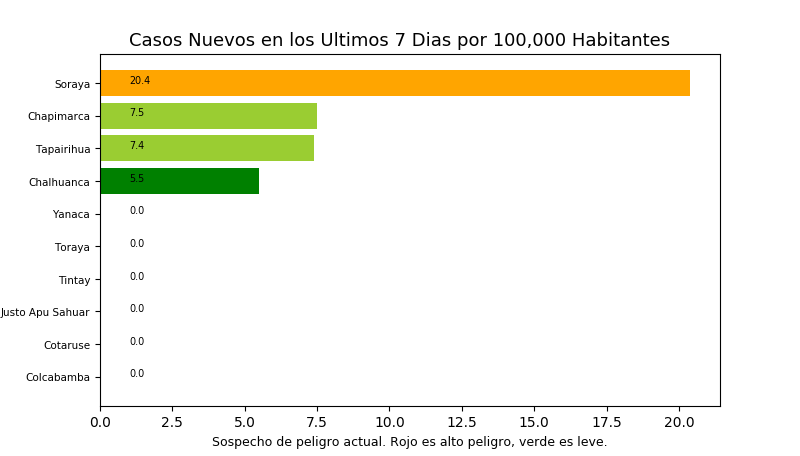 Casos Nuevos en los Ultimos 7 Dias por 100,000 Habitantes
Soraya 20.4
Chapimarca 7.5
Tapairihua 7.4
Chalhuanca 5.5
Yanaca 0.0
Toraya 0.0
Tintay 0.0
Justo Apu Sahuar 0.0
Cotaruse 0.0
Colcabamba 0.0
0.0 2.5 5.0 7.5 10.0 12.5 15.0 17.5 20.0
Sospecho de peligro actual. Rojo es alto peligro, verde es leve.